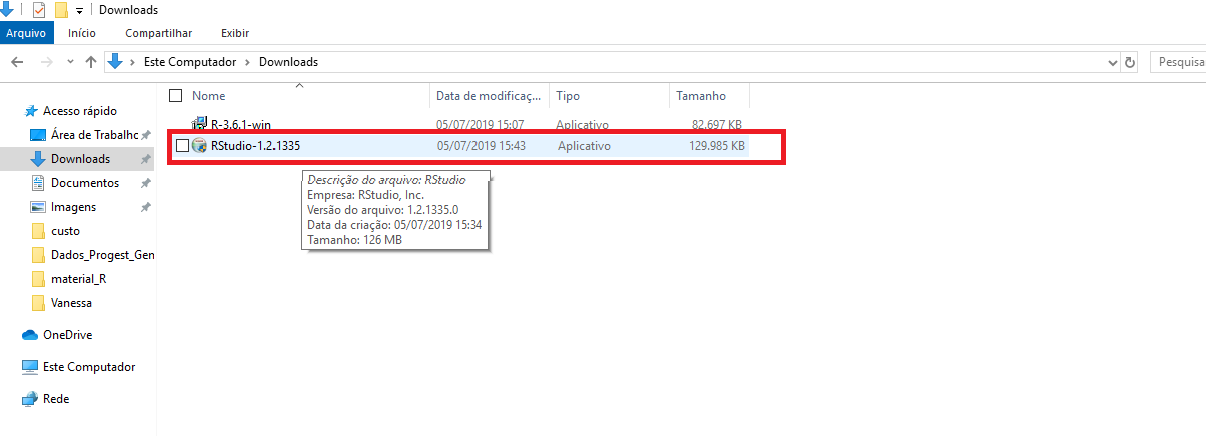 Downloads
Arquivo Início Compartilhar Exibir
Este Computador > Downloads
Pesquisa
Nome Data de modificaç... Tipo Tamanho
R-3.6.1-win 05/07/2019 15:07 Aplicativo 82.697 KB
RStudio-1.2.1335 05/07/2019 15:43 Aplicativo 129.985 KB
Descrição do arquivo: RStudio
Empresa: RStudio, Inc.
Versão do arquivo: 1.2.1335.0
Data da criação: 05/07/2019 15:34
Tamanho: 126 MB
Acesso rápido
Área de Trabalhc
Downloads
Documentos
Imagens
custo
Dados_Progest_Gen
material_R
Vanessa
OneDrive
Este Computador
Rede